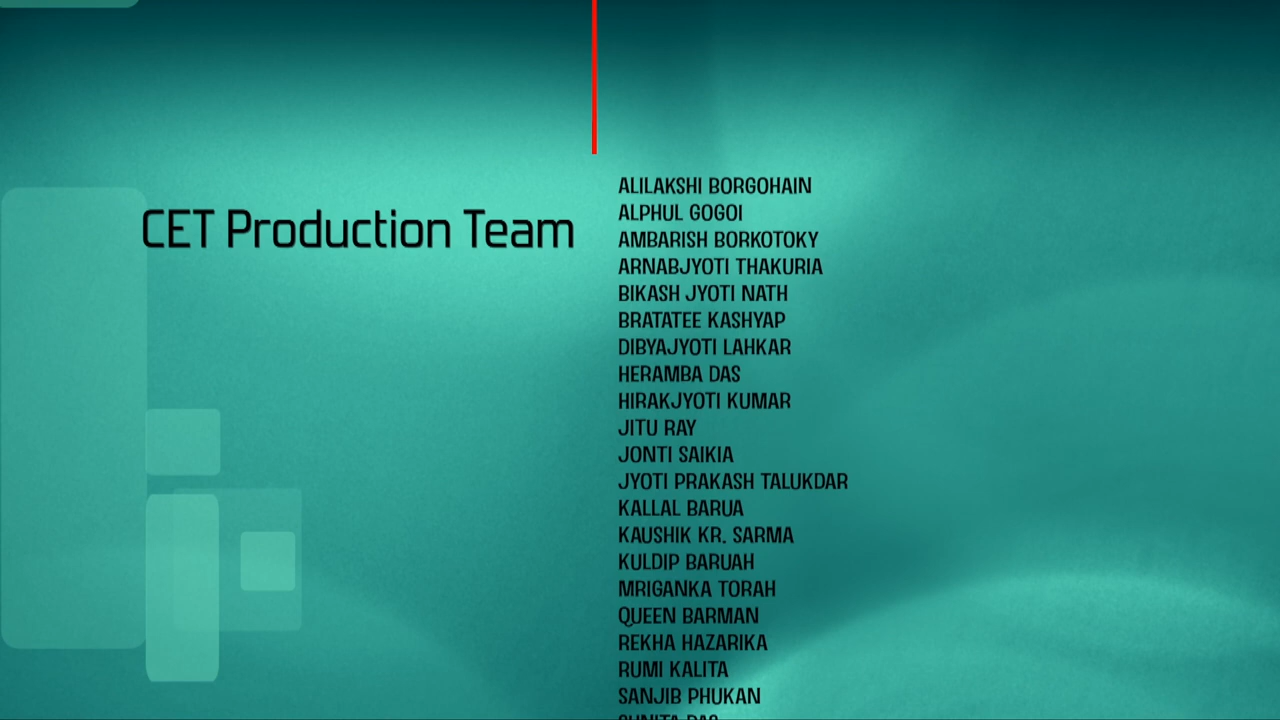 CET Production Team
ALILAKSHI BORGOHAIN
ALPHUL GOGOI
AMBARISH BORKOTOKY
ARNABJYOTI THAKURIA
BIKASH JYOTI NATH
BRATATEE KASHYAP
DIBYAJYOTI LAHKAR
HERAMBA DAS
HIRAKJYOTI KUMAR
JITU RAY
JONTI SAIKIA
JYOTI PRAKASH TALUKDAR
KALLAL BARUA
KAUSHIK KR. SARMA
KULDIP BARUAH
MRIGANKA TORAH
QUEEN BARMAN
REKHA HAZARIKA
RUMI KALITA
SANJIB PHUKAN